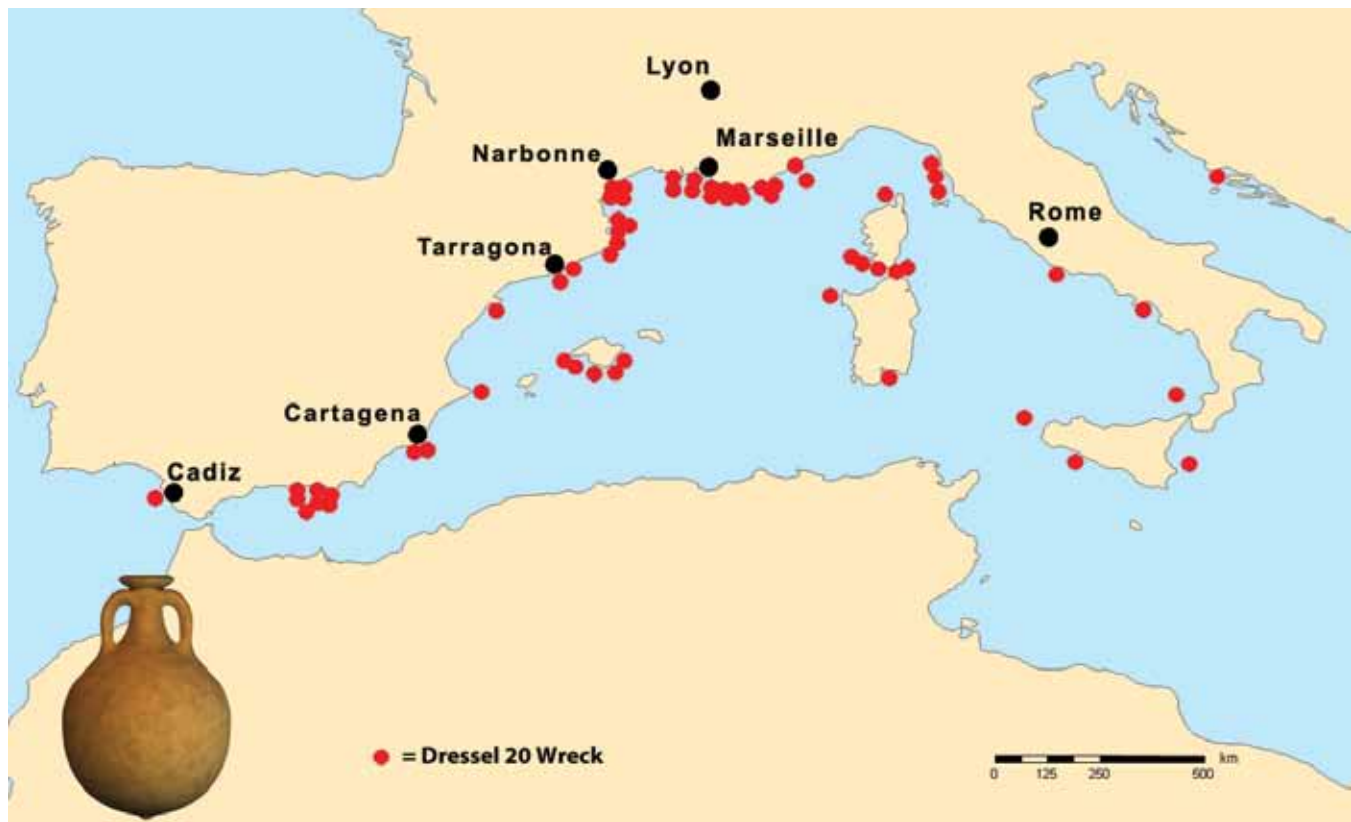 Lyon
Marseille
Narbonne
Rome
Tarragona
Cartagena
Cadiz
= Dressel 20 Wreck
km
0 125 250 500